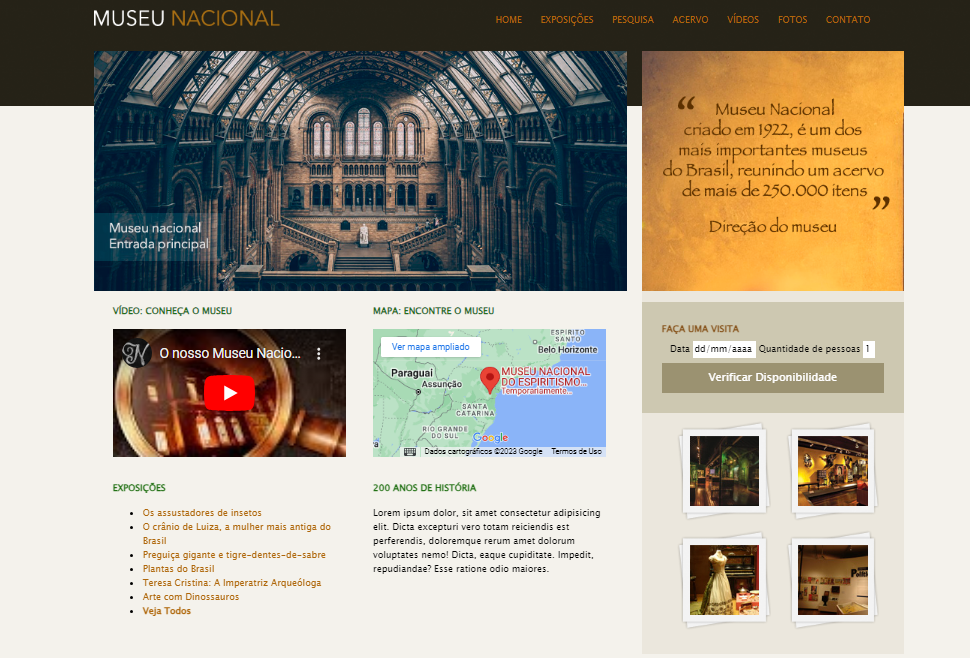 MUSEU NACIONAL
HOME EXPOSIÇÕES PESQUISA ACERVO VÍDEOS FOTOS CONTATO
Museu nacional
Entrada principal
“ Museu Nacional
criado em 1922, é um dos
mais importantes museus
do Brasil, reunindo um acervo
de mais de 250.000 itens ”
Direção do museu
VÍDEO: CONHEÇA O MUSEU
O nosso Museu Nacio...
MAPA: ENCONTRE O MUSEU
Ver mapa ampliado
ESPÍRITO
SANTO
Belo Horizonte
Paraguai
Assunção
MUSEU NACIONAL
DO ESPIRITISMO...
Temporariamente...
SANTA
CATARINA
RIO GRANDE
DO SUL
Google
Dados cartográficos ©2023 Google Termos de Uso
FAÇA UMA VISITA
Data dd/mm/aaaa Quantidade de pessoas 1
Verificar Disponibilidade
EXPOSIÇÕES
Os assustadores de insetos
O crânio de Luiza, a mulher mais antiga do
Brasil
Preguiça gigante e tigre-dentes-de-sabre
Plantas do Brasil
Teresa Cristina: A Imperatriz Arqueóloga
Arte com Dinossauros
Veja Todos
200 ANOS DE HISTÓRIA
Lorem ipsum dolor, sit amet consectetur adipisicing
elit. Dicta excepturi vero totam reiciendis est
perferendis, doloremque rerum amet dolorum
voluptates nemo! Dicta, eaque cupiditate. Impedit,
repudiandae? Esse ratione odio maiores.